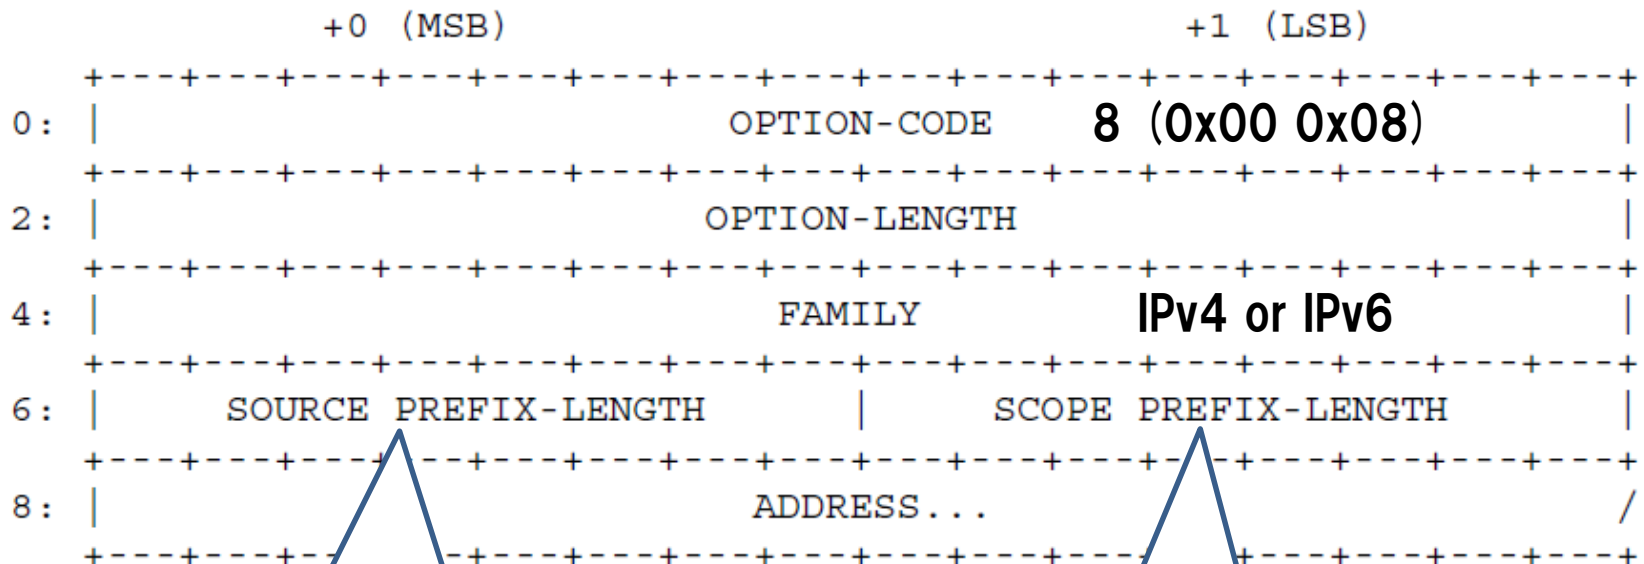 +0 (MSB) +1 (LSB)
+---+---+---+---+---+---+---+---+---+---+---+---+---+---+---+---+
0: | OPTION-CODE 8 (0x00 0x08) |
+---+---+---+---+---+---+---+---+---+---+---+---+---+---+---+---+
2: | OPTION-LENGTH |
+---+---+---+---+---+---+---+---+---+---+---+---+---+---+---+---+
4: | FAMILY IPv4 or IPv6 |
+---+---+---+---+---+---+---+---+---+---+---+---+---+---+---+---+
6: | SOURCE PREFIX-LENGTH | SCOPE PREFIX-LENGTH |
+---+---+---+---+---+---+---+---+---+---+---+---+---+---+---+---+
8: | ADDRESS... /
+---+---+---+---+---+---+---+---+---+---+---+---+---+---+---+---+